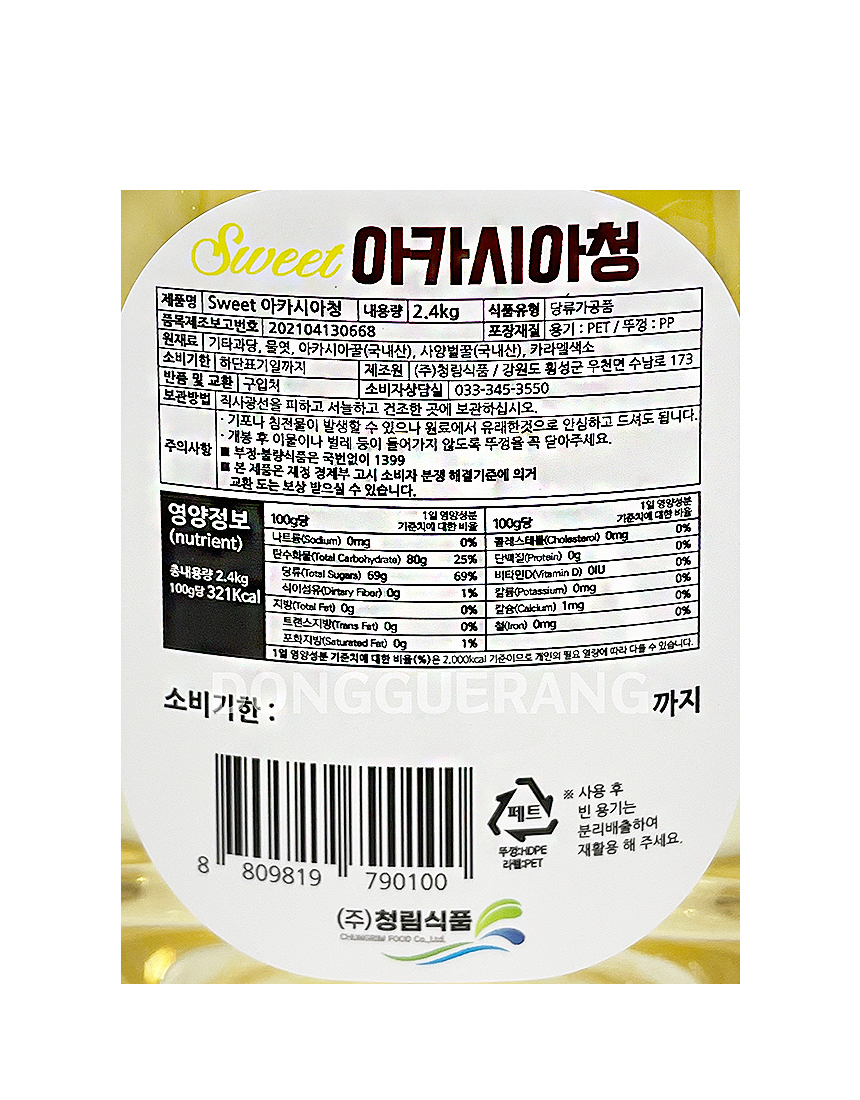 Sweet 아카시아청
제품명 Sweet 아카시아청 내용량 2.4kg 식품유형 당류가공품
품목제조보고번호 202104130668 포장재질 용기 : PET / 뚜껑 : PP
원재료 기타과당, 물엿, 아카시아꿀(국내산), 사양벌꿀(국내산), 카라멜색소
소비기한 하단표기일까지 제조원 (주)청림식품 / 강원도 횡성군 우천면 수남로 173
반품 및 교환 구입처 소비자상담실 033-345-3550
보관방법 직사광선을 피하고 서늘하고 건조한 곳에 보관하십시오.
주의사항
· 기포나 침전물이 발생할 수 있으나 원료에서 유래한것으로 안심하고 드셔도 됩니다.
· 개봉 후 이물이나 벌레 등이 들어가지 않도록 뚜껑을 꼭 닫아주세요.
■ 부정·불량식품은 국번없이 1399
■ 본 제품은 재정 경제부 고시 소비자 분쟁 해결기준에 의거
교환 또는 보상 받으실 수 있습니다.
영양정보
(nutrient)
총내용량 2.4kg
100g당 321Kcal
100g당 1일 영양성분 기준치에 대한 비율
나트륨(Sodium) 0mg 0%
탄수화물(Total Carbohydrate) 80g 25%
당류(Total Sugars) 69g 69%
식이섬유(Dirtary Fiber) 0g 1%
지방(Total Fat) 0g 0%
트랜스지방(Trans Fat) 0g 0%
포화지방(Saturated Fat) 0g 1%
100g당 1일 영양성분 기준치에 대한 비율
콜레스테롤(Cholesterol) 0mg 0%
단백질(Protein) 0g 0%
비타민D(Vitamin D) 0IU 0%
칼륨(Potassium) 0mg 0%
칼슘(Calcium) 1mg 0%
철(Iron) 0mg
1일 영양성분 기준치에 대한 비율(%)은 2,000kcal 기준이므로 개인의 필요 열량에 따라 다를 수 있습니다.
DONGGUERANG
소비기한 : 까지
8 809819 790100
페트
뚜껑:HDPE
라벨:PET
※ 사용 후
빈 용기는
분리배출하여
재활용 해 주세요.
(주)청림식품
CHUNGRIM FOOD Co.,Ltd.